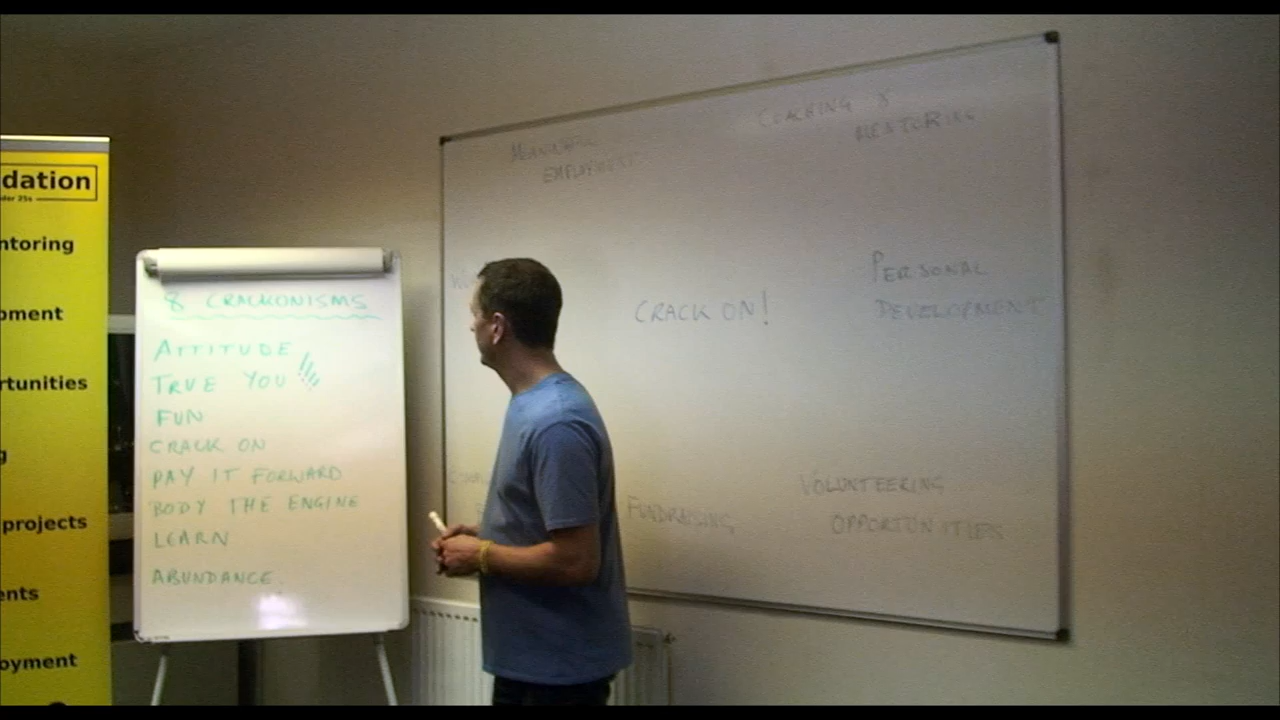 dation
ntoring
oment
rtunities
g
projects
ents
oyment
8 CRACKONISMS
ATTITUDE
TRUE YOU !!!!
FUN
CRACK ON
PAY IT FORWARD
BODY THE ENGINE
LEARN
ABUNDANCE.
EMPLOYMENT
COACHING &
MENTORING
CRACK ON!
PERSONAL
DEVELOPMENT
FUNDRAISING
VOLUNTEERING
OPPORTUNITIES